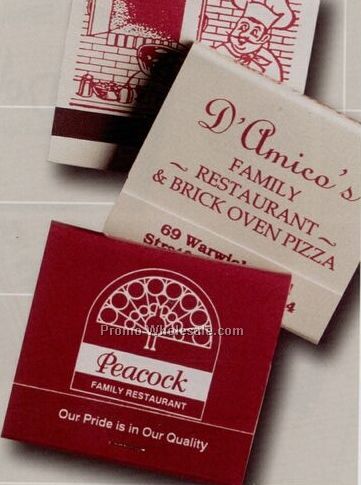 D'Amico's
FAMILY
~ RESTAURANT ~
& BRICK OVEN PIZZA
69
Promo-Wholesale.com
Peacock
FAMILY RESTAURANT
Our Pride is in Our Quality